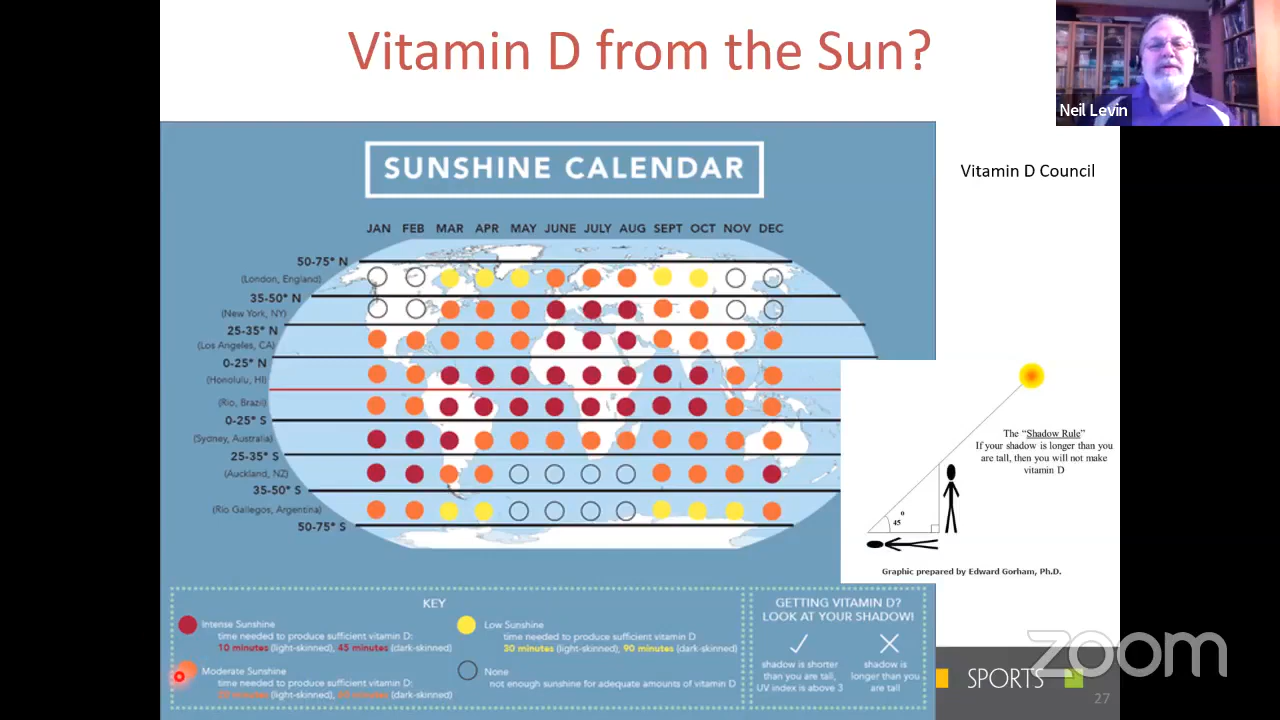 Vitamin D from the Sun?
Neil Levin
Vitamin D Council
SUNSHINE CALENDAR
JAN FEB MAR APR MAY JUNE JULY AUG SEPT OCT NOV DEC
50-75° N
(London, England)
35-50° N
(New York, NY)
25-35° N
(Los Angeles, CA)
0-25° N
(Honolulu, HI)
(Rio, Brazil)
0-25° S
(Sydney, Australia)
25-35° S
(Auckland, NZ)
35-50° S
(Rio Gallegos, Argentina)
50-75° S
The "Shadow Rule"
If your shadow is longer than you
are tall, then you will not make
vitamin D
45
o
Graphic prepared by Edward Gorham, Ph.D.
KEY
Intense Sunshine
time needed to produce sufficient vitamin D:
10 minutes (light-skinned), 45 minutes (dark-skinned)
Moderate Sunshine
time needed to produce sufficient vitamin D:
minutes (light-skinned), minutes (dark-skinned)
Low Sunshine
time needed to produce sufficient vitamin D
30 minutes (light-skinned), 90 minutes (dark-skinned)
None
not enough sunshine for adequate amounts of vitamin D
GETTING VITAMIN D?
LOOK AT YOUR SHADOW!
shadow is shorter
than you are tall,
UV index is above 3
shadow is
longer than you
are tall
SPORTS
zoom
27